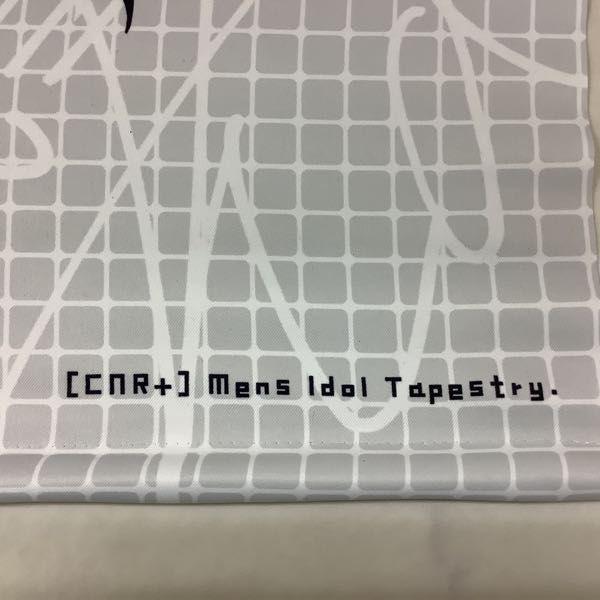 [CNR+] Mens Idol Tapestry.